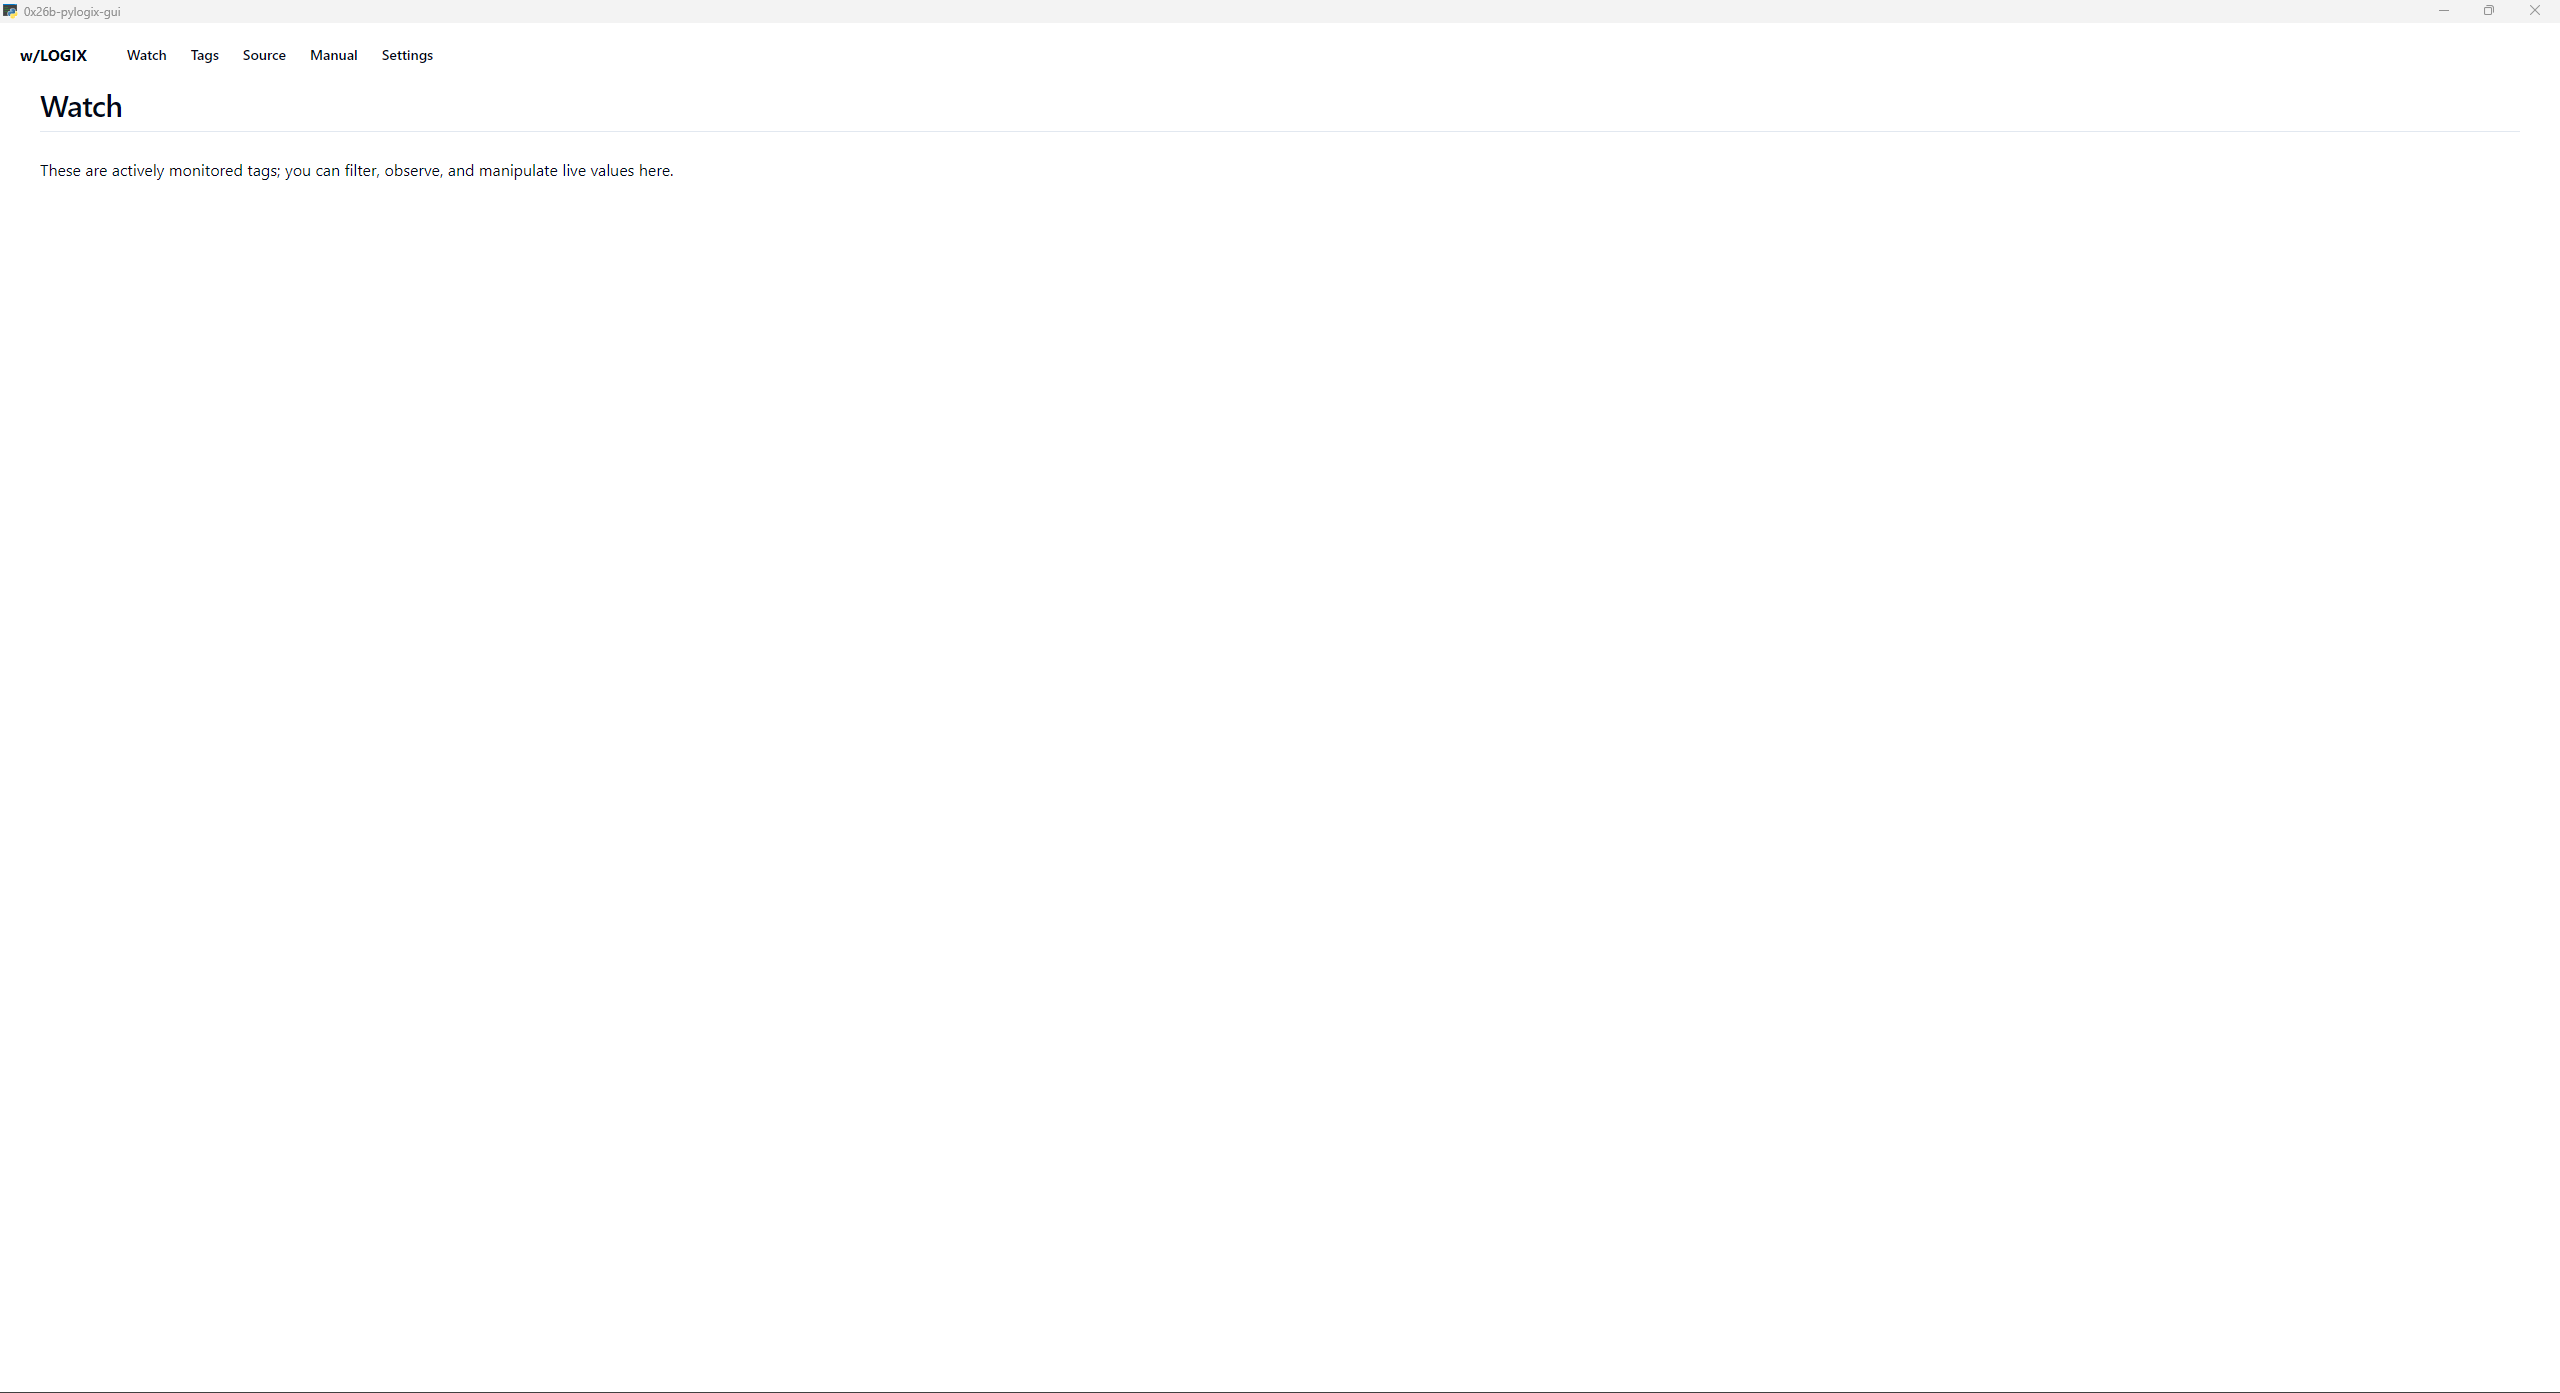 0x26b-pylogix-gui
w/LOGIX Watch Tags Source Manual Settings
Watch
These are actively monitored tags; you can filter, observe, and manipulate live values here.